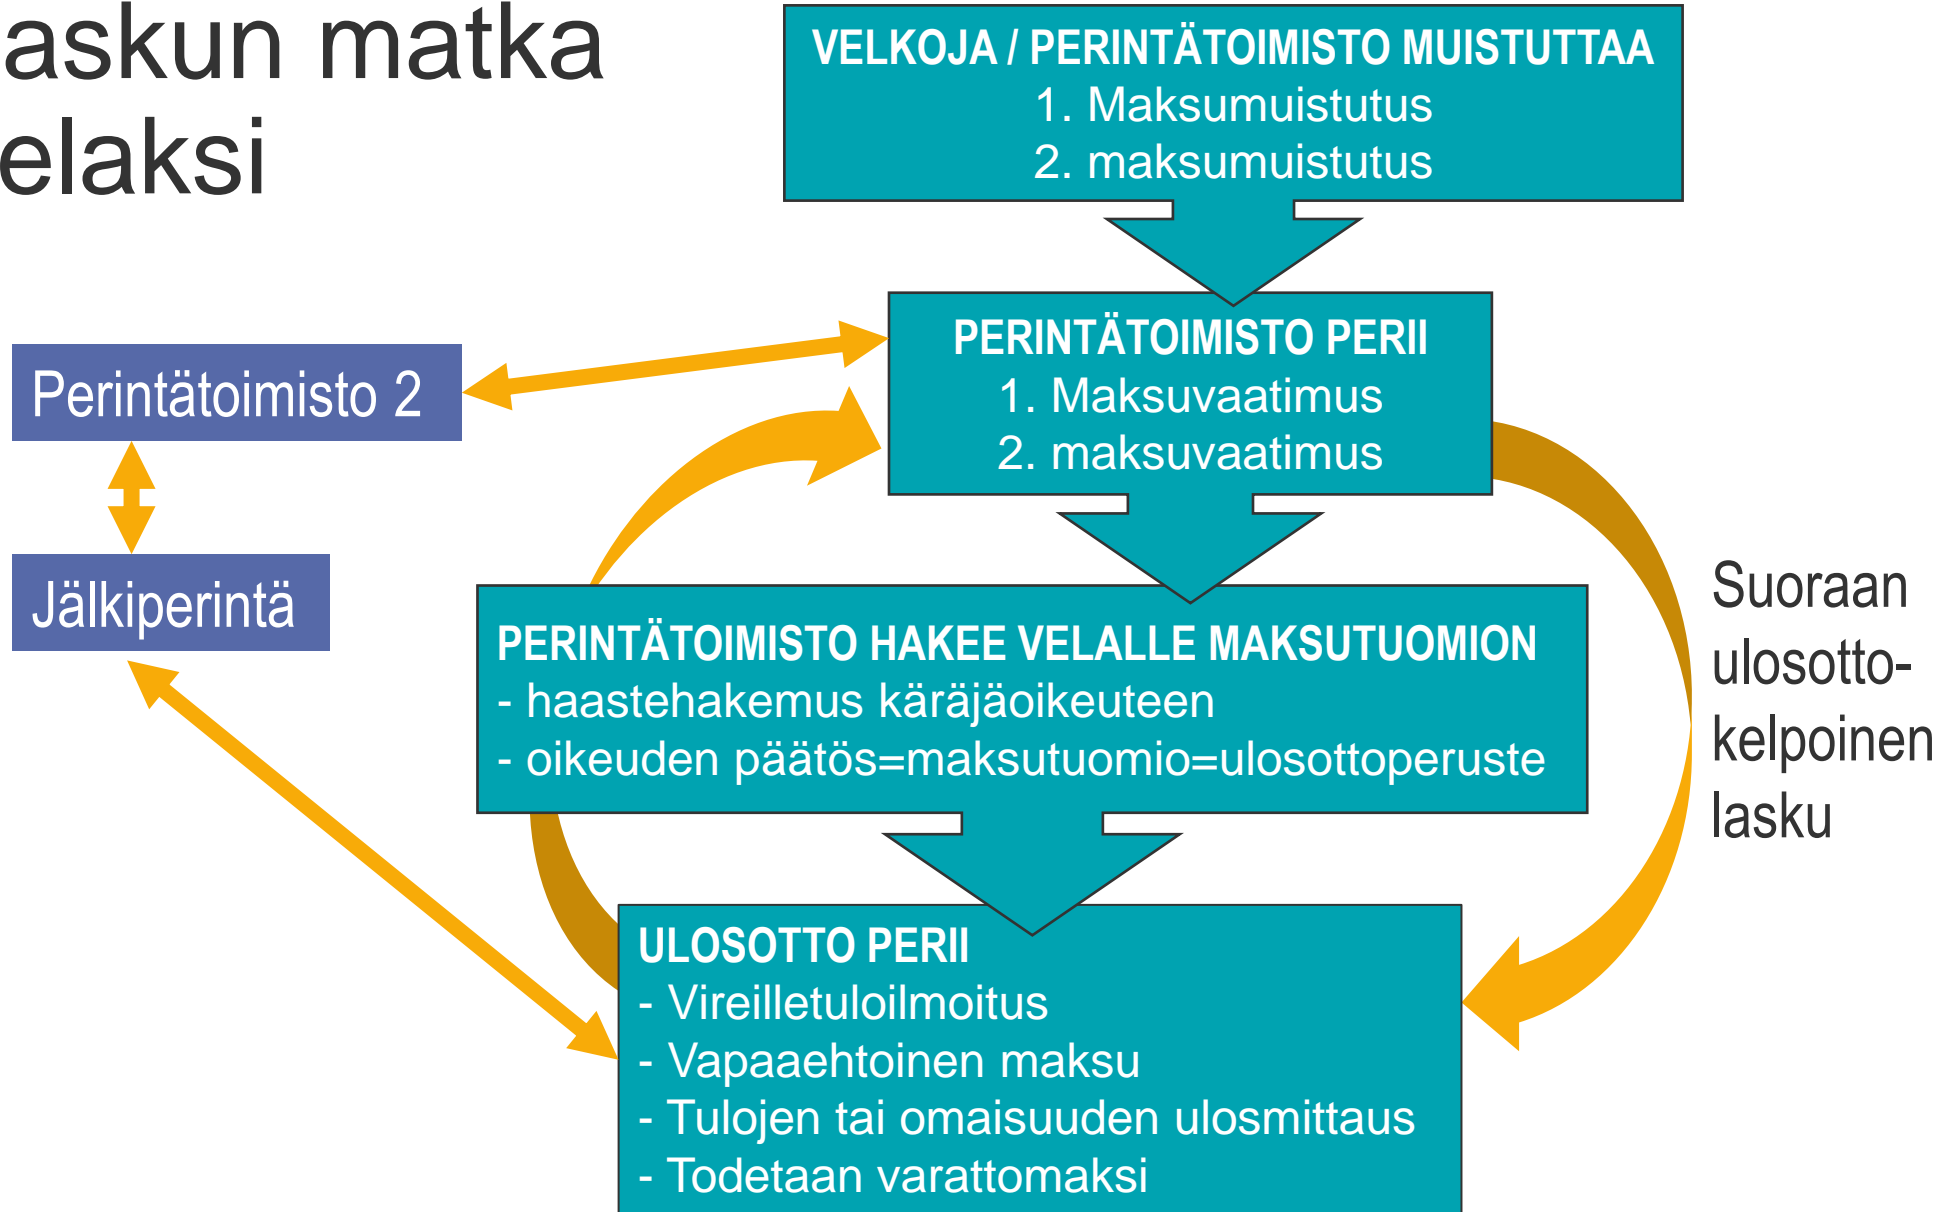 askun matka
elaksi
VELKOJA / PERINTÄTOIMISTO MUISTUTTAA
1. Maksumuistutus
2. maksumuistutus
PERINTÄTOIMISTO PERII
1. Maksuvaatimus
2. maksuvaatimus
Perintätoimisto 2
Jälkiperintä
PERINTÄTOIMISTO HAKEE VELALLE MAKSUTUOMION
- haastehakemus käräjäoikeuteen
- oikeuden päätös=maksutuomio=ulosottoperuste
Suoraan
ulosotto-
kelpoinen
lasku
ULOSOTTO PERII
- Vireilletuloilmoitus
- Vapaaehtoinen maksu
- Tulojen tai omaisuuden ulosmittaus
- Todetaan varattomaksi